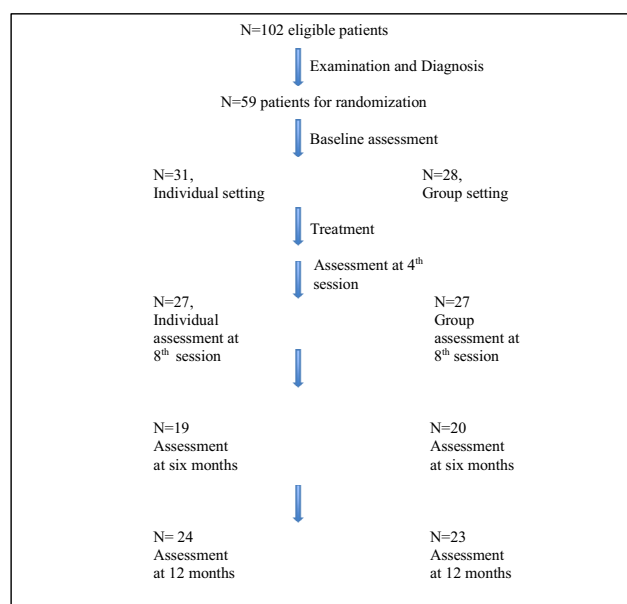 N=102 eligible patients
Examination and Diagnosis
N=59 patients for randomization
Baseline assessment
N=31,
Individual setting
N=28,
Group setting
Treatment
Assessment at 4th
session
N=27,
Individual
assessment at
8th session
N=27
Group
assessment at
8th session
N=19
Assessment
at six months
N=20
Assessment
at six months
N= 24
Assessment
at 12 months
N=23
Assessment
at 12 months